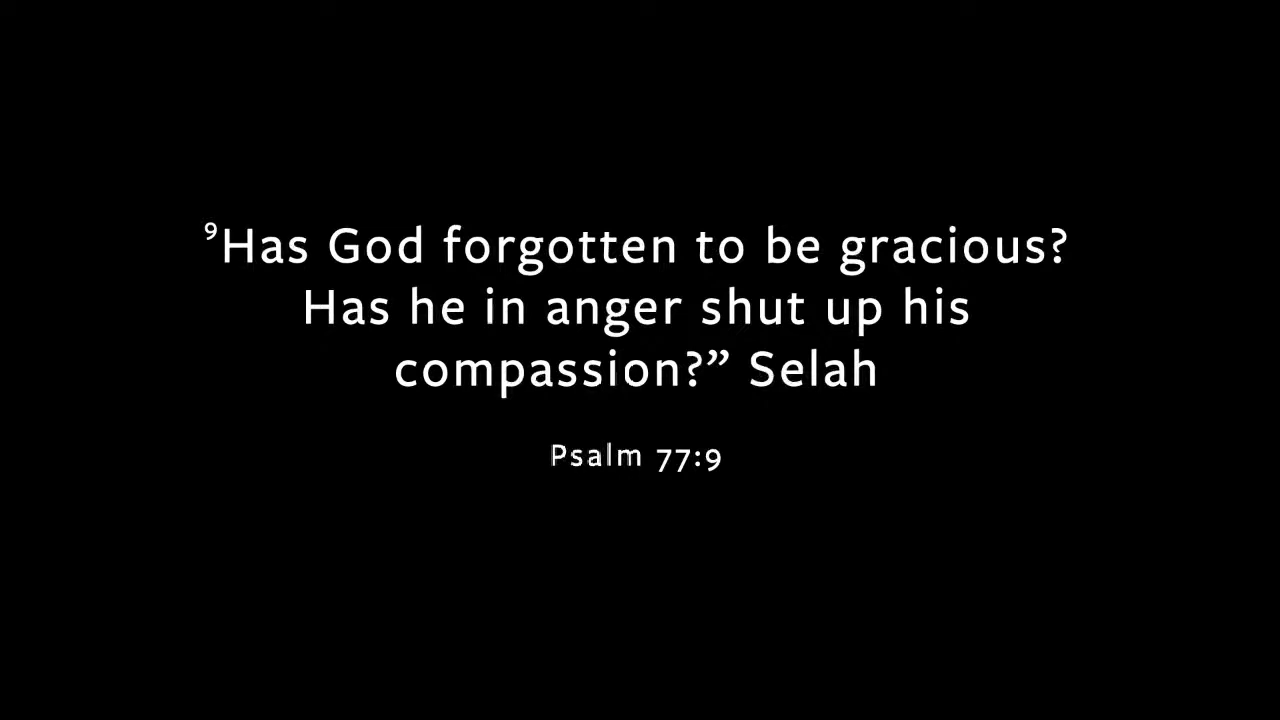 ⁹Has God forgotten to be gracious?
Has he in anger shut up his
compassion?” Selah
Psalm 77:9